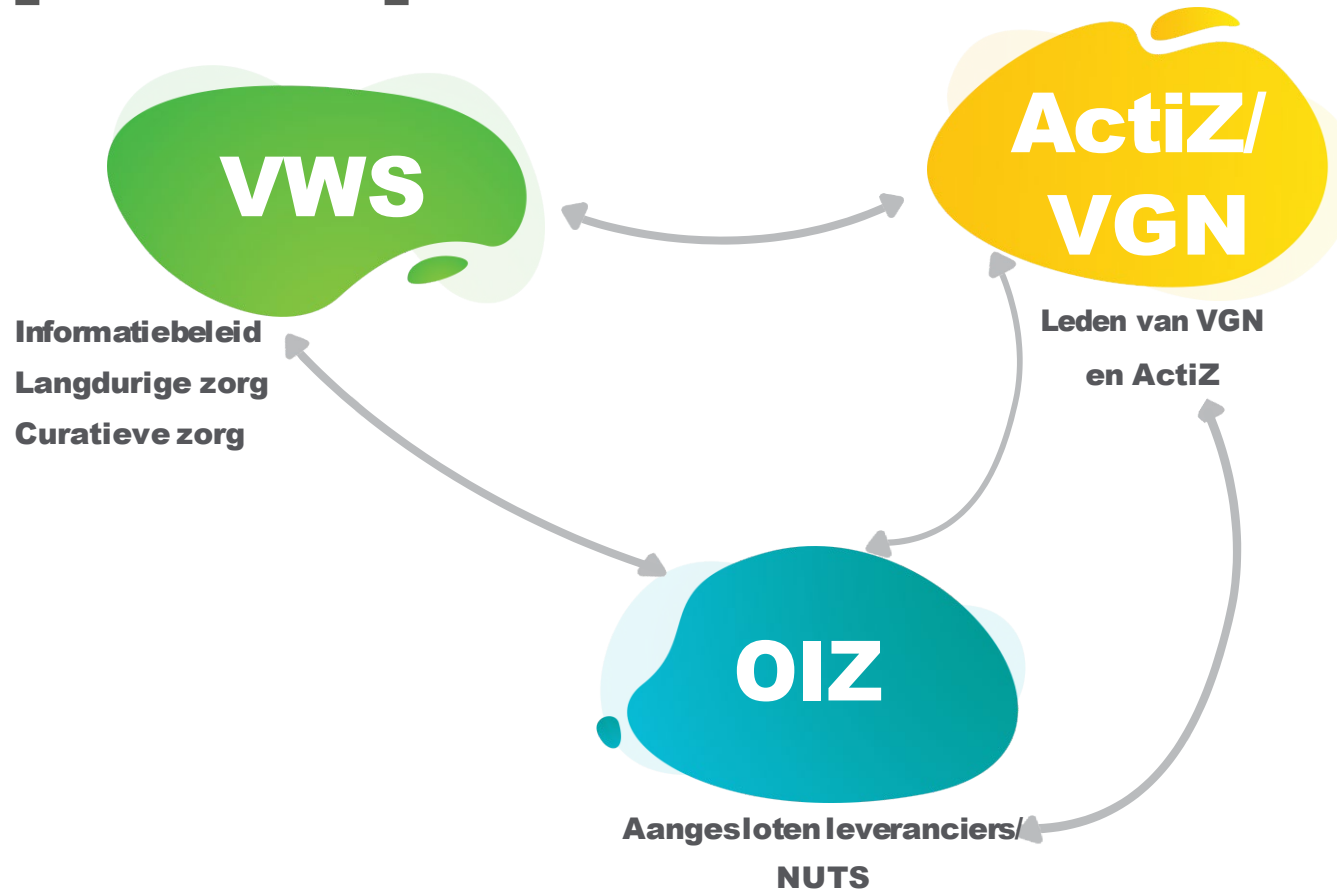 VWS
Informatiebeleid
Langdurige zorg
Curatieve zorg
ActiZ/
VGN
Leden van VGN
en ActiZ
OIZ
Aangesloten leveranciers/
NUTS